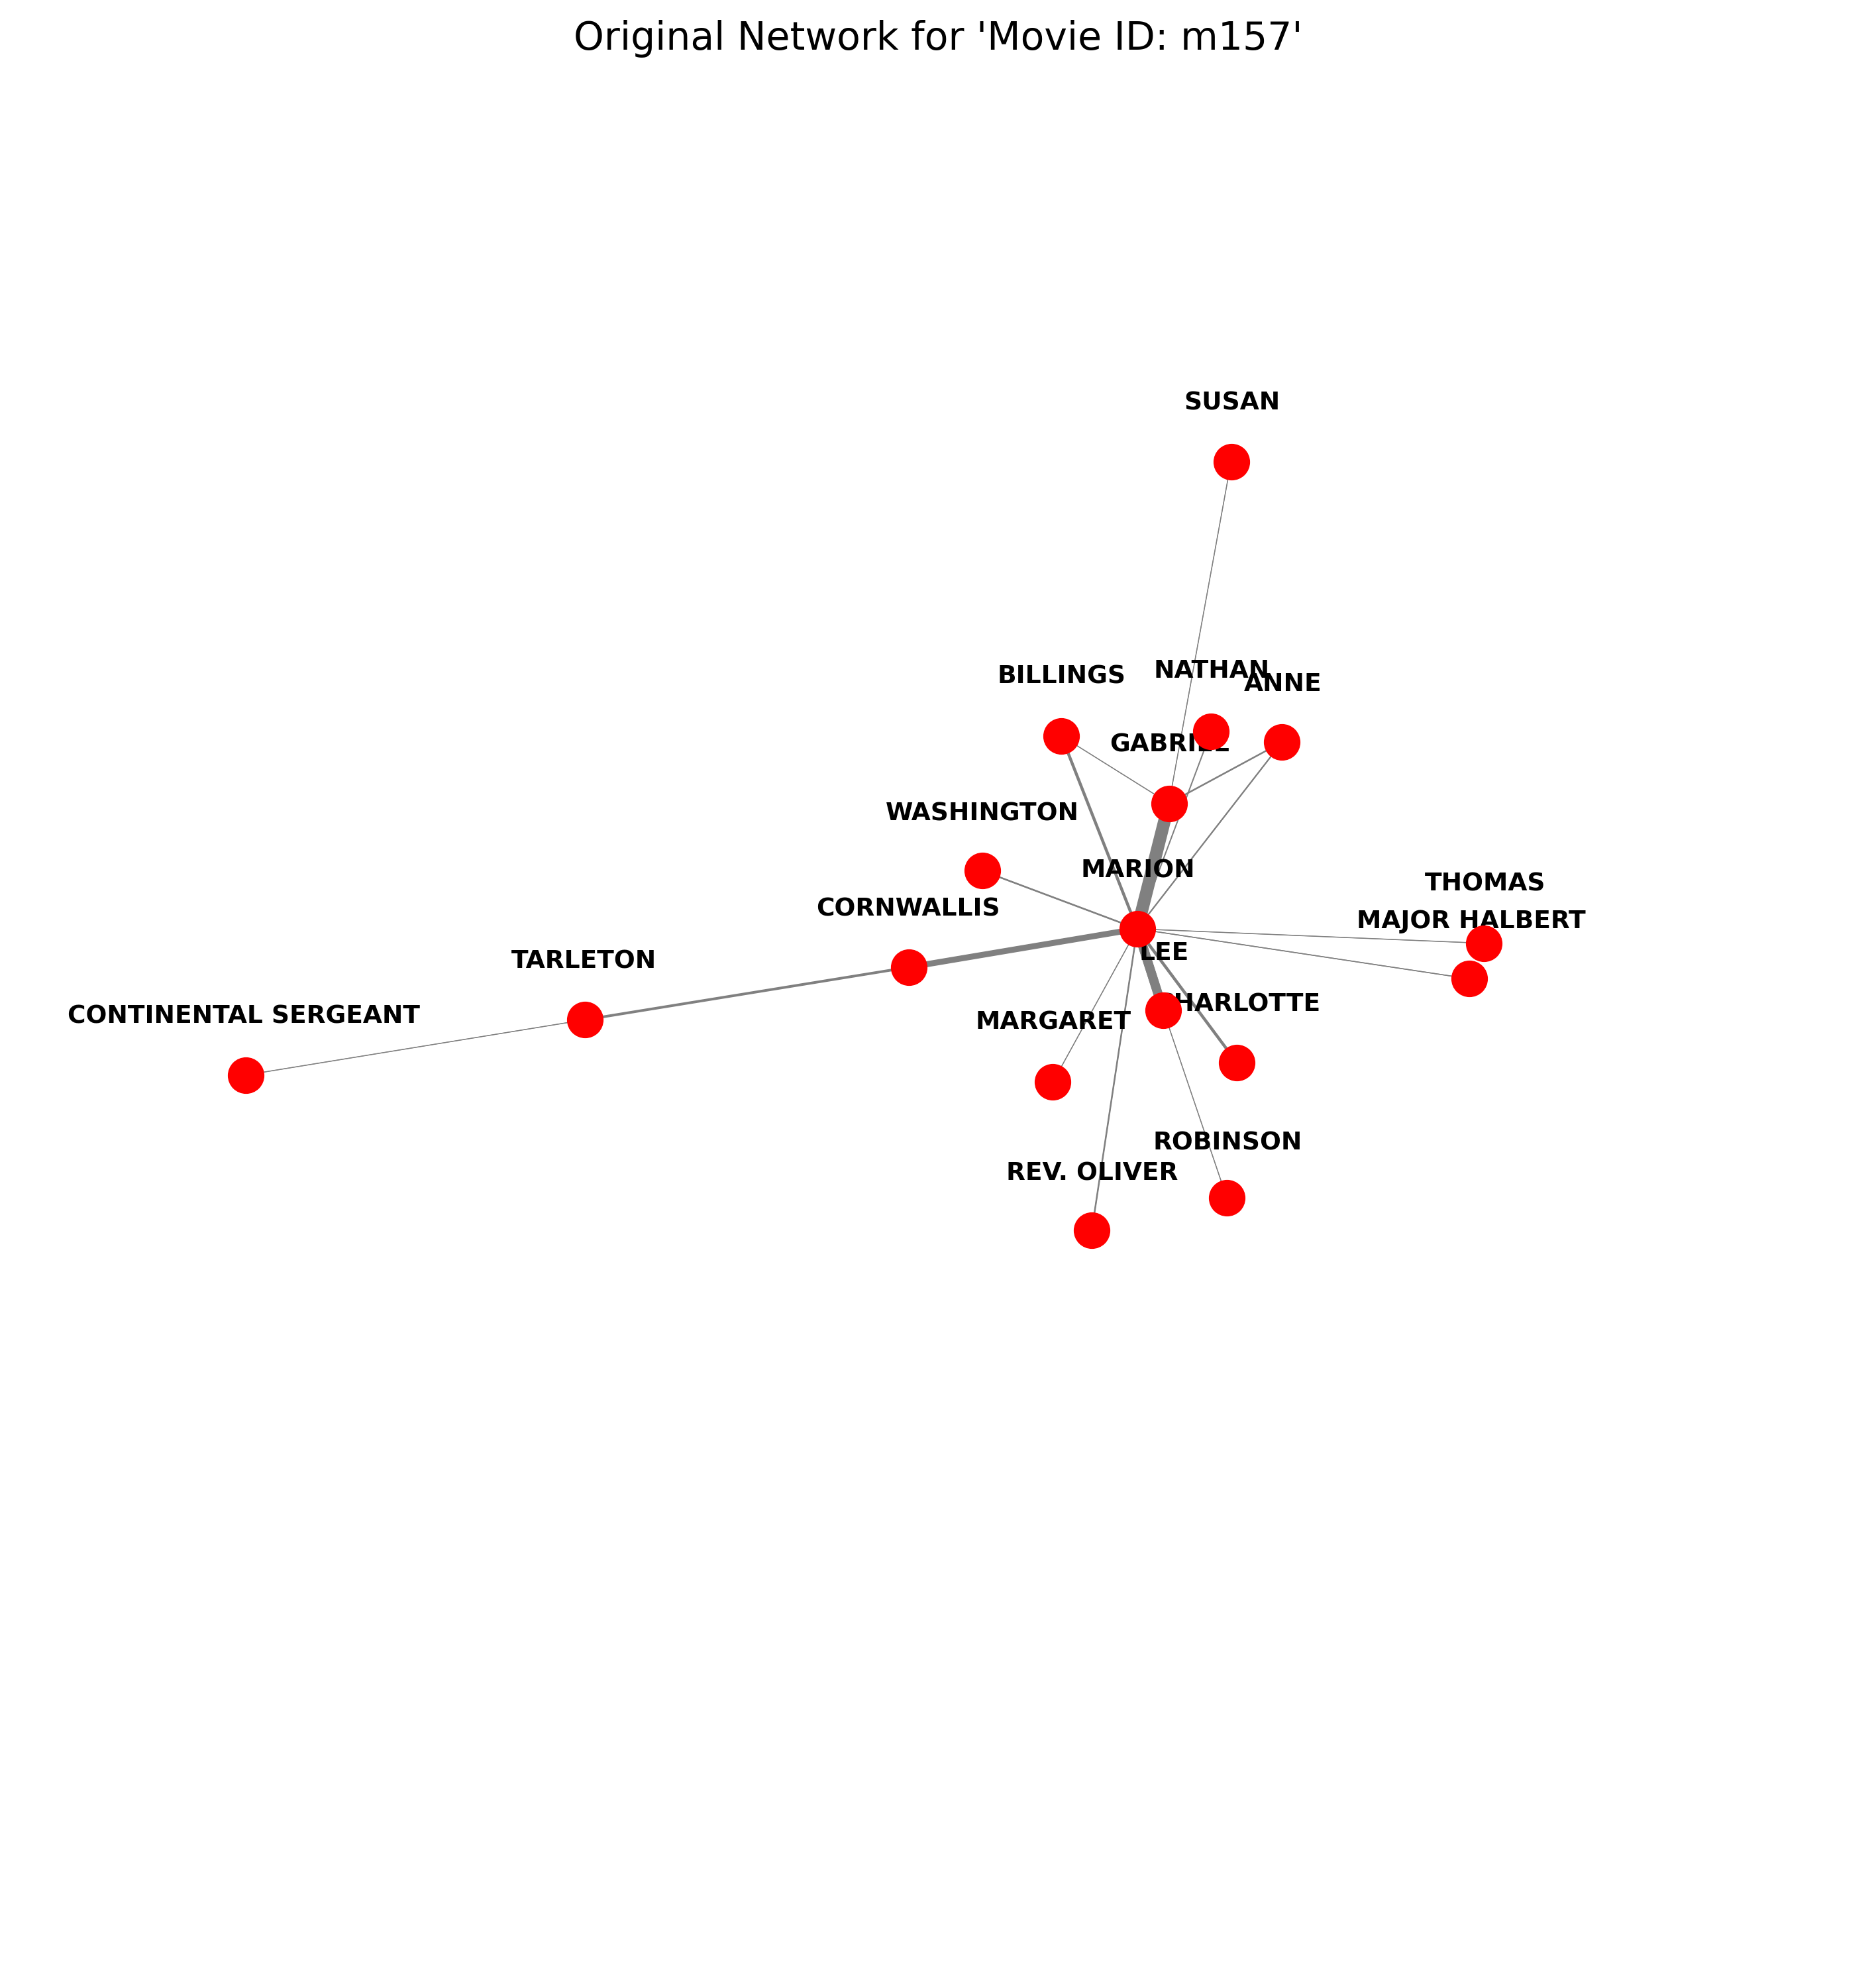 Original Network for 'Movie ID: m157'
SUSAN
NATHAN
BILLINGS
ANNE
GABRIEL
WASHINGTON
MARION
THOMAS
CORNWALLIS
MAJOR HALBERT
LEE
TARLETON
CHARLOTTE
CONTINENTAL SERGEANT
MARGARET
ROBINSON
REV. OLIVER